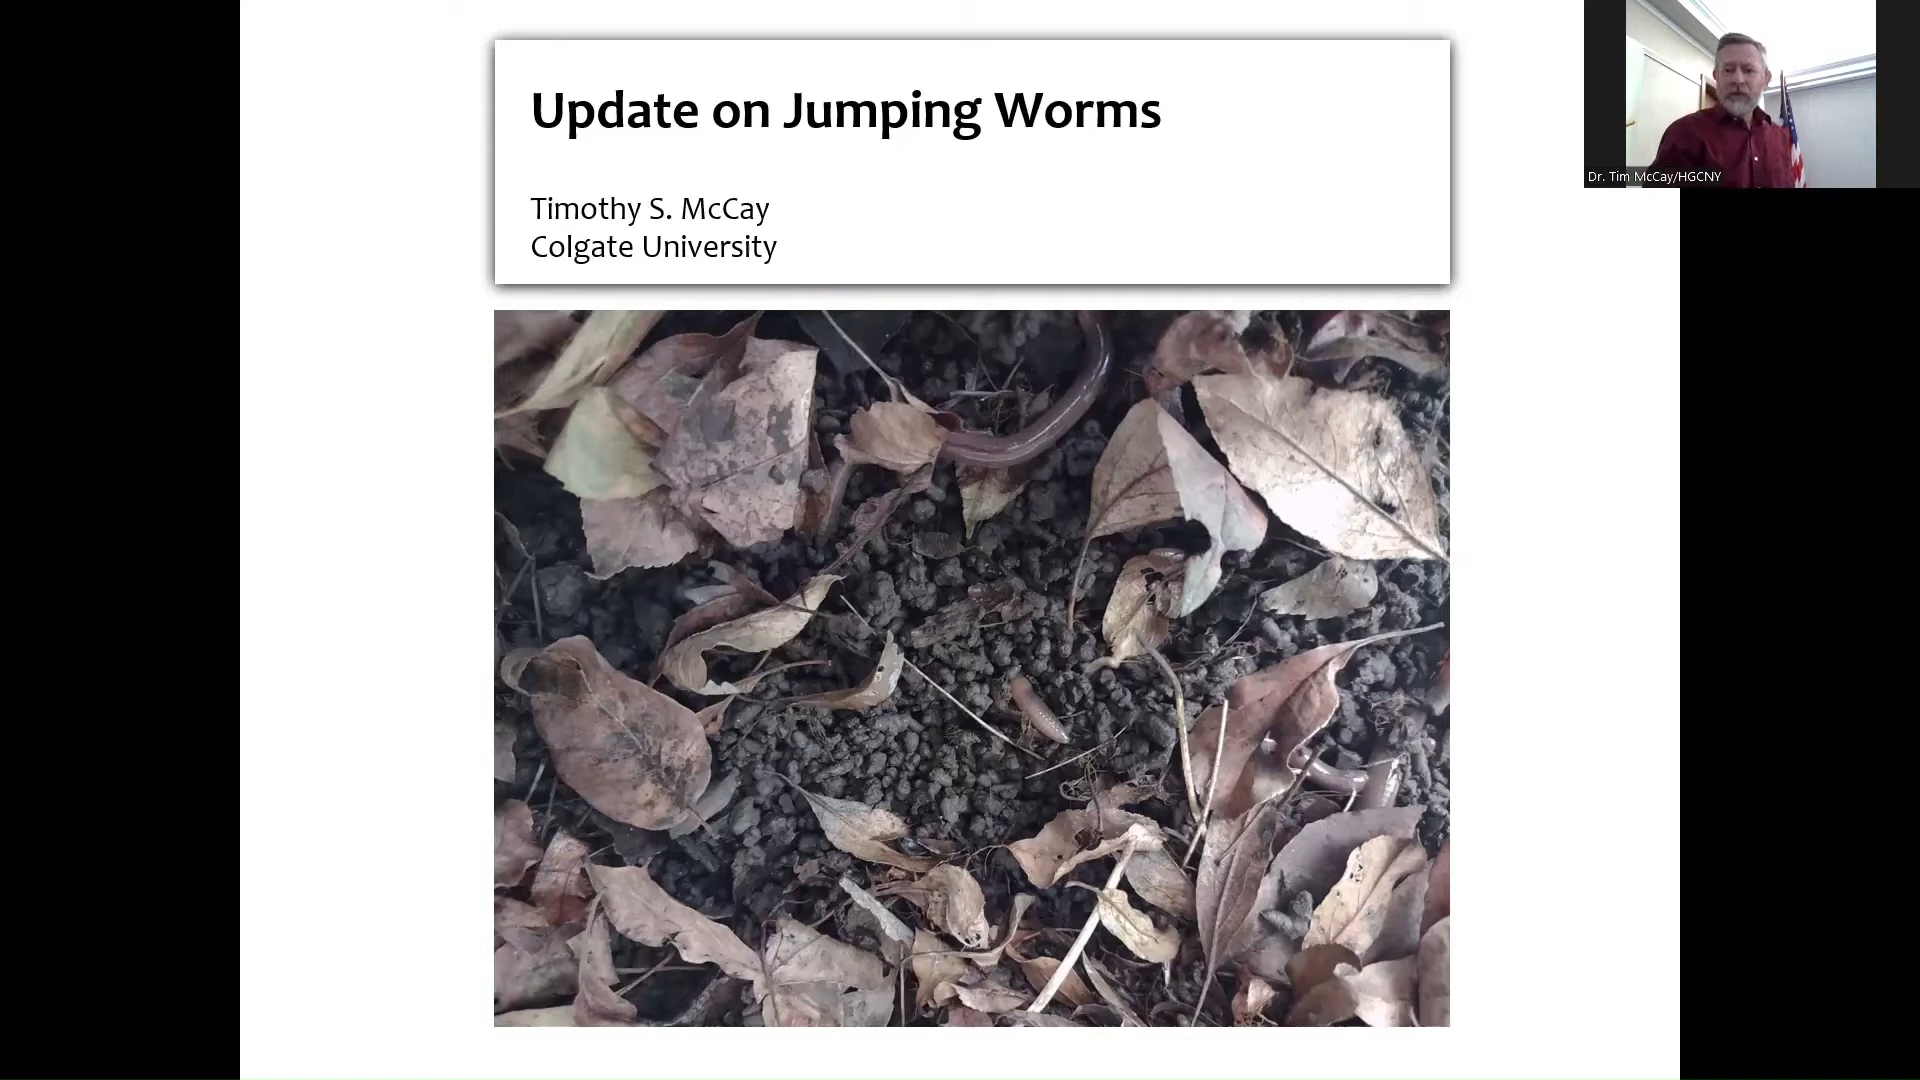 Update on Jumping Worms
Timothy S. McCay
Colgate University
Dr. Tim McCay/HGCNY